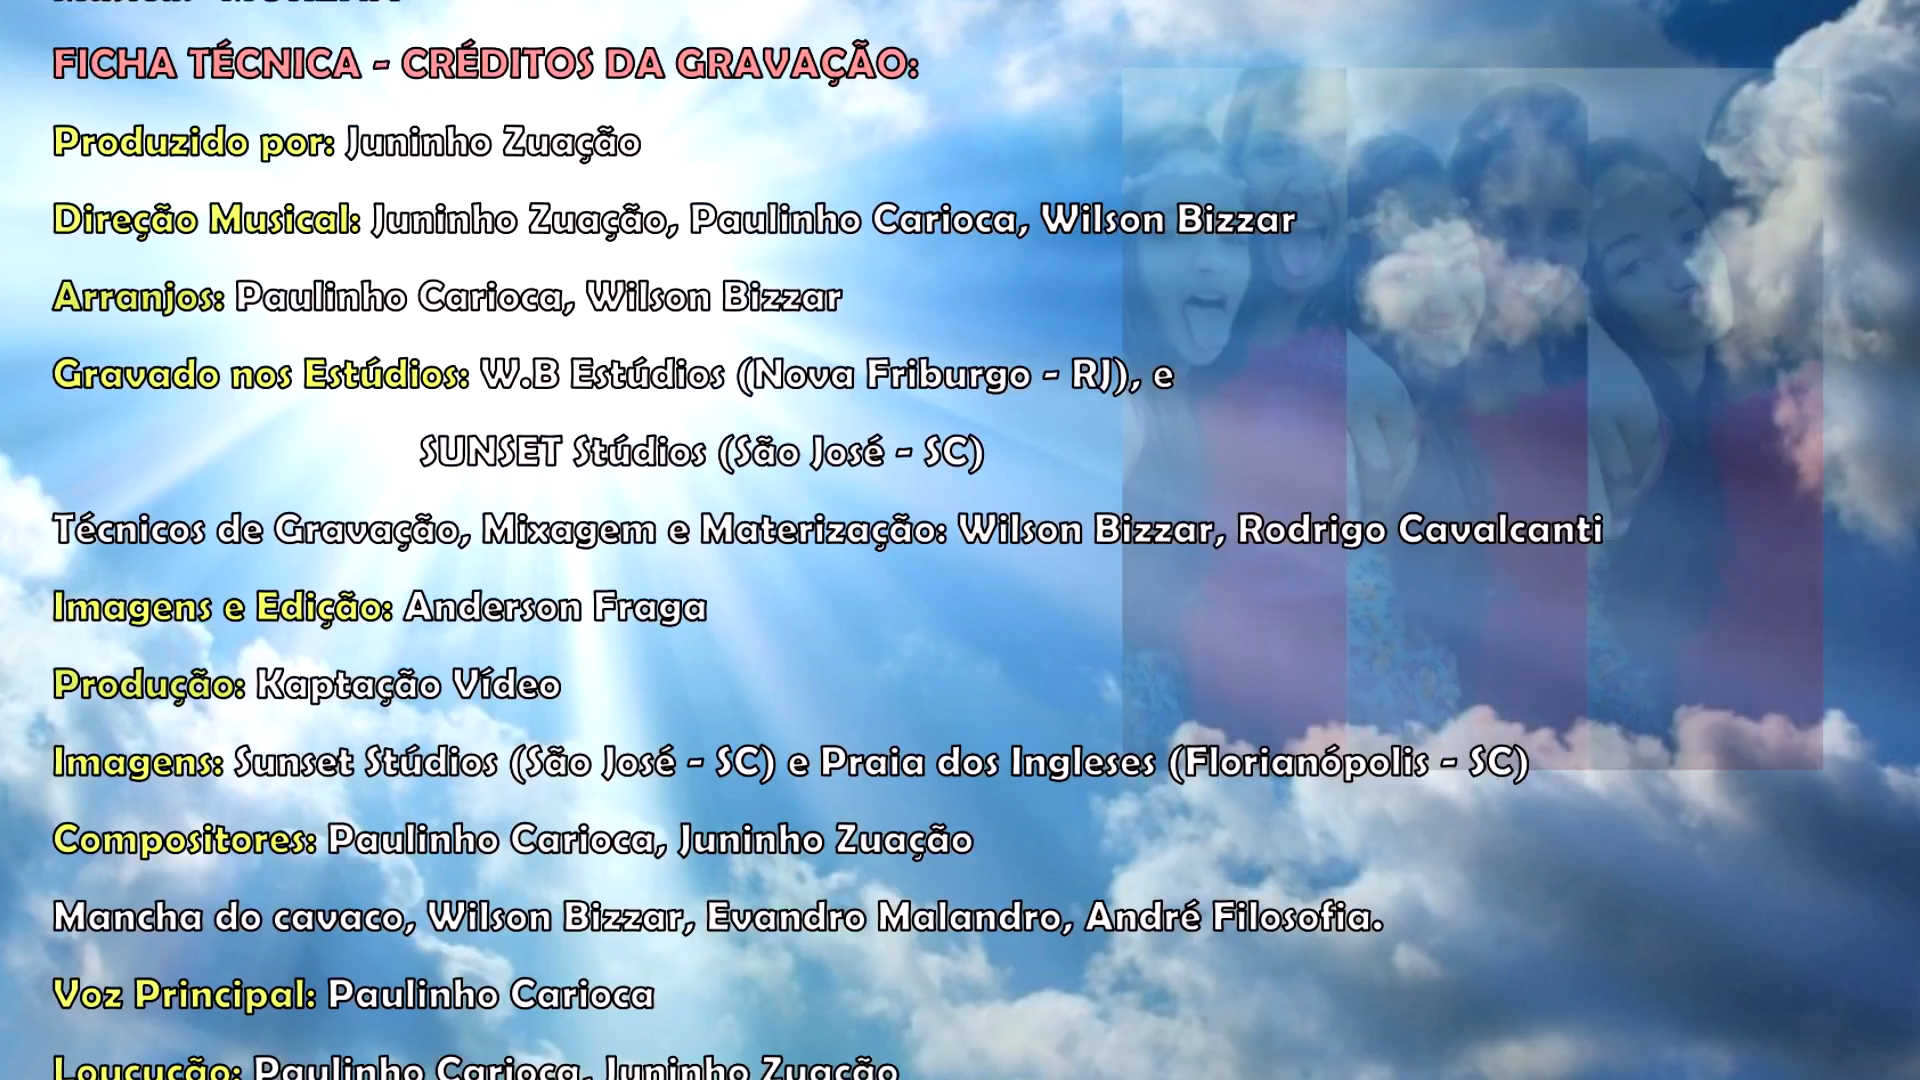 FICHA TÉCNICA - CRÉDITOS DA GRAVAÇÃO:
Produzido por: Juninho Zuação
Direção Musical: Juninho Zuação, Paulinho Carioca, Wilson Bizzar
Arranjos: Paulinho Carioca, Wilson Bizzar
Gravado nos Estúdios: W.B Estúdios (Nova Friburgo - RJ), e
SUNSET Stúdios (São José - SC)
Técnicos de Gravação, Mixagem e Materização: Wilson Bizzar, Rodrigo Cavalcanti
Imagens e Edição: Anderson Fraga
Produção: Kaptação Vídeo
Imagens: Sunset Stúdios (São José - SC) e Praia dos Ingleses (Florianópolis - SC)
Compositores: Paulinho Carioca, Juninho Zuação
Mancha do cavaco, Wilson Bizzar, Evandro Malandro, André Filosofia.
Voz Principal: Paulinho Carioca
Loucução: Paulinho Carioca, Juninho Zuação